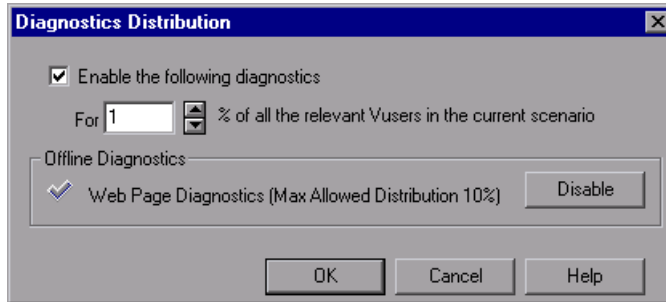 Diagnostics Distribution
Enable the following diagnostics
For 1 % of all the relevant Vusers in the current scenario
Offline Diagnostics
Web Page Diagnostics (Max Allowed Distribution 10%) Disable
OK Cancel Help